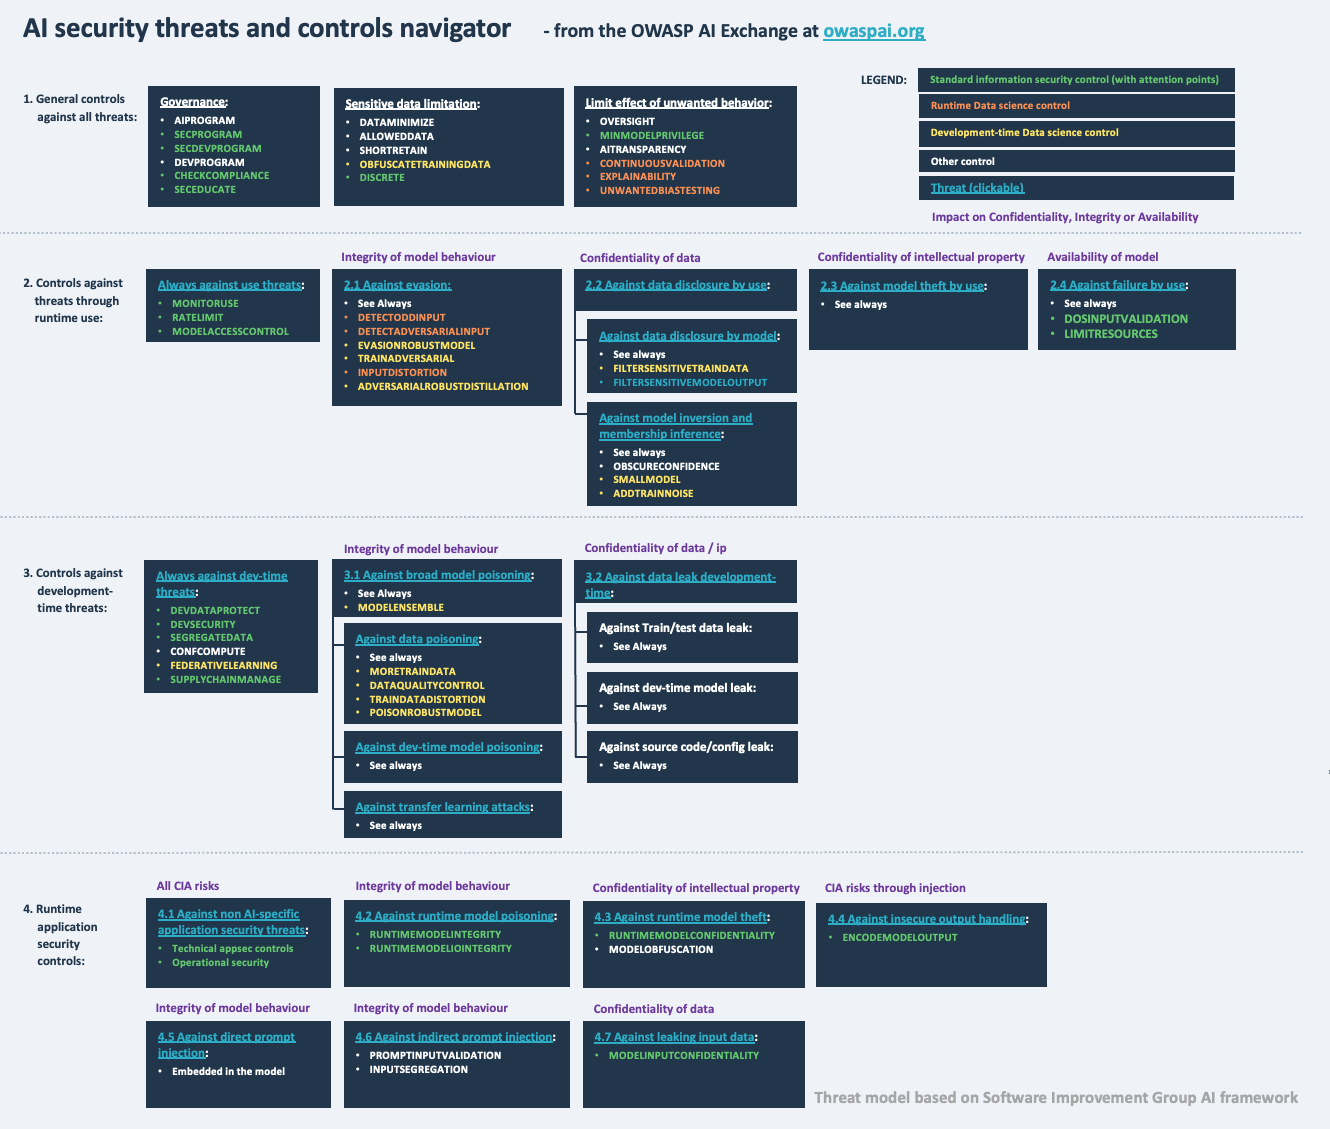 AI security threats and controls navigator - from the OWASP AI Exchange at owaspai.org
LEGEND:
Standard information security control (with attention points)
Runtime Data science control
Development-time Data science control
Other control
Threat (clickable)
Impact on Confidentiality, Integrity or Availability
1. General controls
against all threats:
Governance:
• AIPROGRAM
• SECPROGRAM
• SECDEVPROGRAM
• DEVPROGRAM
• CHECKCOMPLIANCE
• SECEDUCATE
Sensitive data limitation:
• DATAMINIMIZE
• ALLOWEDDATA
• SHORTRETAIN
• OBFUSCATETRAININGDATA
• DISCRETE
Limit effect of unwanted behavior:
• OVERSIGHT
• MINMODELPRIVILEGE
• AITRANSPARENCY
• CONTINUOUSVALIDATION
• EXPLAINABILITY
• UNWANTEDBIASTESTING
2. Controls against
threats through
runtime use:
Always against use threats:
• MONITORUSE
• RATELIMIT
• MODELACCESSCONTROL
Integrity of model behaviour
2.1 Against evasion:
• See Always
• DETECTODDINPUT
• DETECTADVERSARIALINPUT
• EVASIONROBUSTMODEL
• TRAINADVERSARIAL
• INPUTDISTORTION
• ADVERSARIALROBUSTDISTILLATION
Confidentiality of data
2.2 Against data disclosure by use:
Against data disclosure by model:
• See always
• FILTERSENSITIVETRAINDATA
• FILTERSENSITIVEMODELOUTPUT
Against model inversion and
membership inference:
• See always
• OBSCURECONFIDENCE
• SMALLMODEL
• ADDTRAINNOISE
Confidentiality of intellectual property
2.3 Against model theft by use:
• See always
Availability of model
2.4 Against failure by use:
• See always
• DOSINPUTVALIDATION
• LIMITRESOURCES
3. Controls against
development-
time threats:
Always against dev-time
threats:
• DEVDATAPROTECT
• DEVSECURITY
• SEGREGATEDATA
• CONFCOMPUTE
• FEDERATIVELEARNING
• SUPPLYCHAINMANAGE
Integrity of model behaviour
3.1 Against broad model poisoning:
• See Always
• MODELENSEMBLE
Against data poisoning:
• See always
• MORETRAINDATA
• DATAQUALITYCONTROL
• TRAINDATADISTORTION
• POISONROBUSTMODEL
Against dev-time model poisoning:
• See always
Against transfer learning attacks:
• See always
Confidentiality of data / ip
3.2 Against data leak development-
time:
Against Train/test data leak:
• See Always
Against dev-time model leak:
• See Always
Against source code/config leak:
• See Always
4. Runtime
application
security
controls:
All CIA risks
4.1 Against non AI-specific
application security threats:
• Technical appsec controls
• Operational security
Integrity of model behaviour
4.2 Against runtime model poisoning:
• RUNTIMEMODELINTEGRITY
• RUNTIMEMODELIOINTEGRITY
Confidentiality of intellectual property
4.3 Against runtime model theft:
• RUNTIMEMODELCONFIDENTIALITY
• MODELOBFUSCATION
CIA risks through injection
4.4 Against insecure output handling:
• ENCODEMODELOUTPUT
Integrity of model behaviour
4.5 Against direct prompt
injection:
• Embedded in the model
Integrity of model behaviour
4.6 Against indirect prompt injection:
• PROMPTINPUTVALIDATION
• INPUTSEGREGATION
Confidentiality of data
4.7 Against leaking input data:
• MODELINPUTCONFIDENTIALITY
Threat model based on Software Improvement Group AI framework